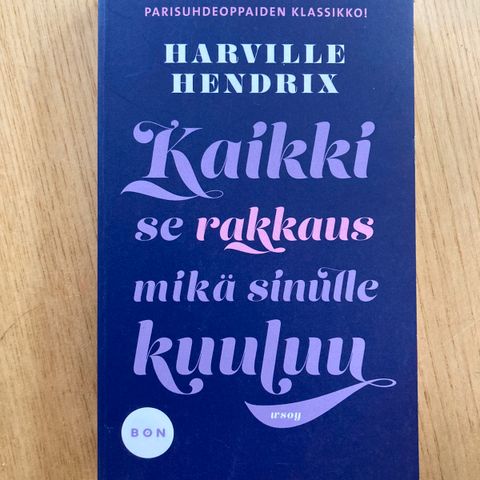 PARISUHDEOPPAIDEN KLASSIKKO!
HARVILLE
HENDRIX
Kaikki
se rakkaus
mikä sinulle
kuuluu
wsoy
BON